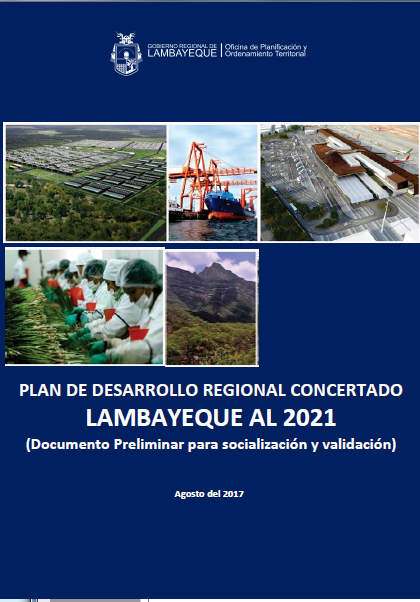 GOBIERNO REGIONAL DE
LAMBAYEQUE
Oficina de Planificación y
Ordenamiento Territorial
PLAN DE DESARROLLO REGIONAL CONCERTADO
LAMBAYEQUE AL 2021
(Documento Preliminar para socialización y validación)
Agosto del 2017